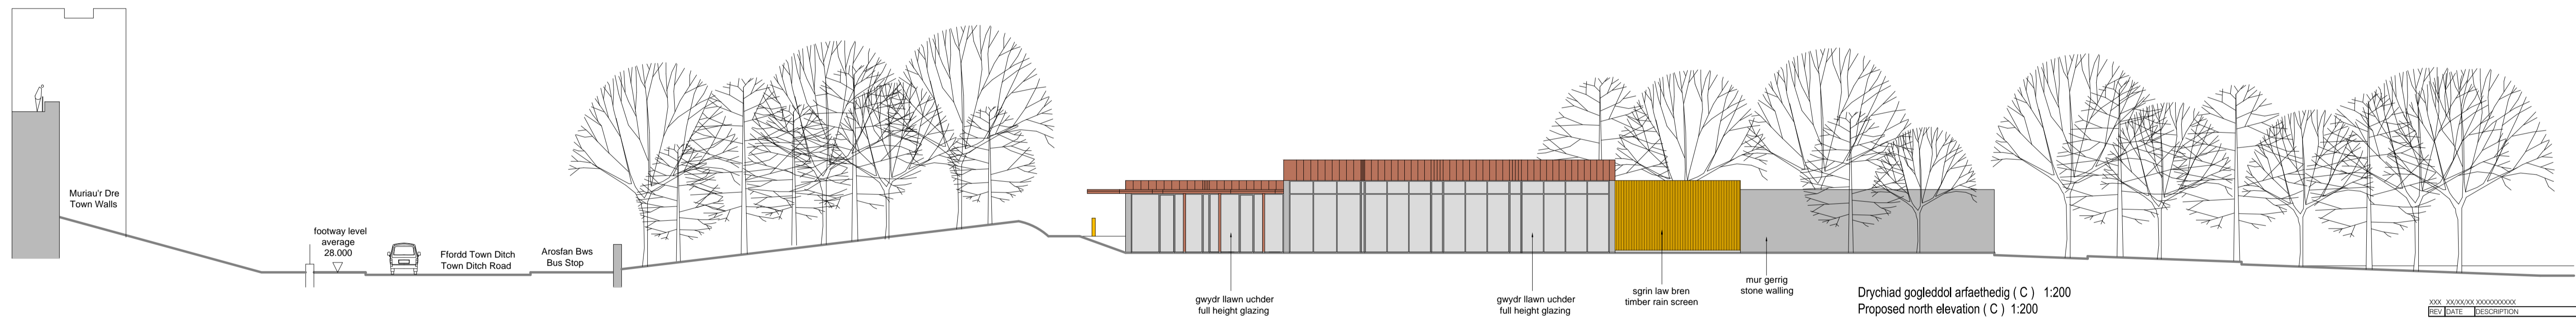 Muriau'r Dre
Town Walls
footway level
average
28.000
Ffordd Town Ditch
Town Ditch Road
Arosfan Bws
Bus Stop
gwydr llawn uchder
full height glazing
gwydr llawn uchder
full height glazing
sgrin law bren
timber rain screen
mur gerrig
stone walling
Drychiad gogleddol arfaethedig ( C ) 1:200
Proposed north elevation ( C ) 1:200
XXX XX/XX/XX XXXXXXXXXX
REV DATE DESCRIPTION